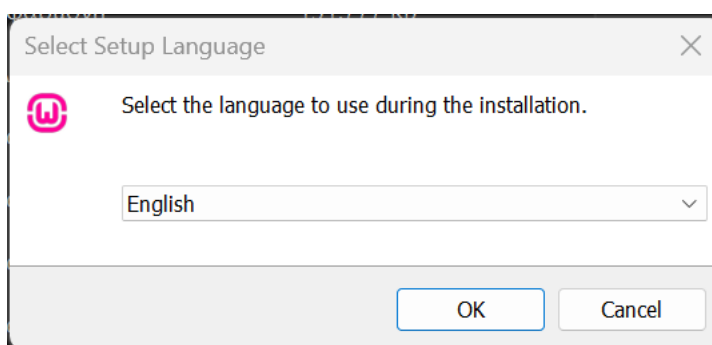 Select Setup Language
Select the language to use during the installation.
English
OK
Cancel